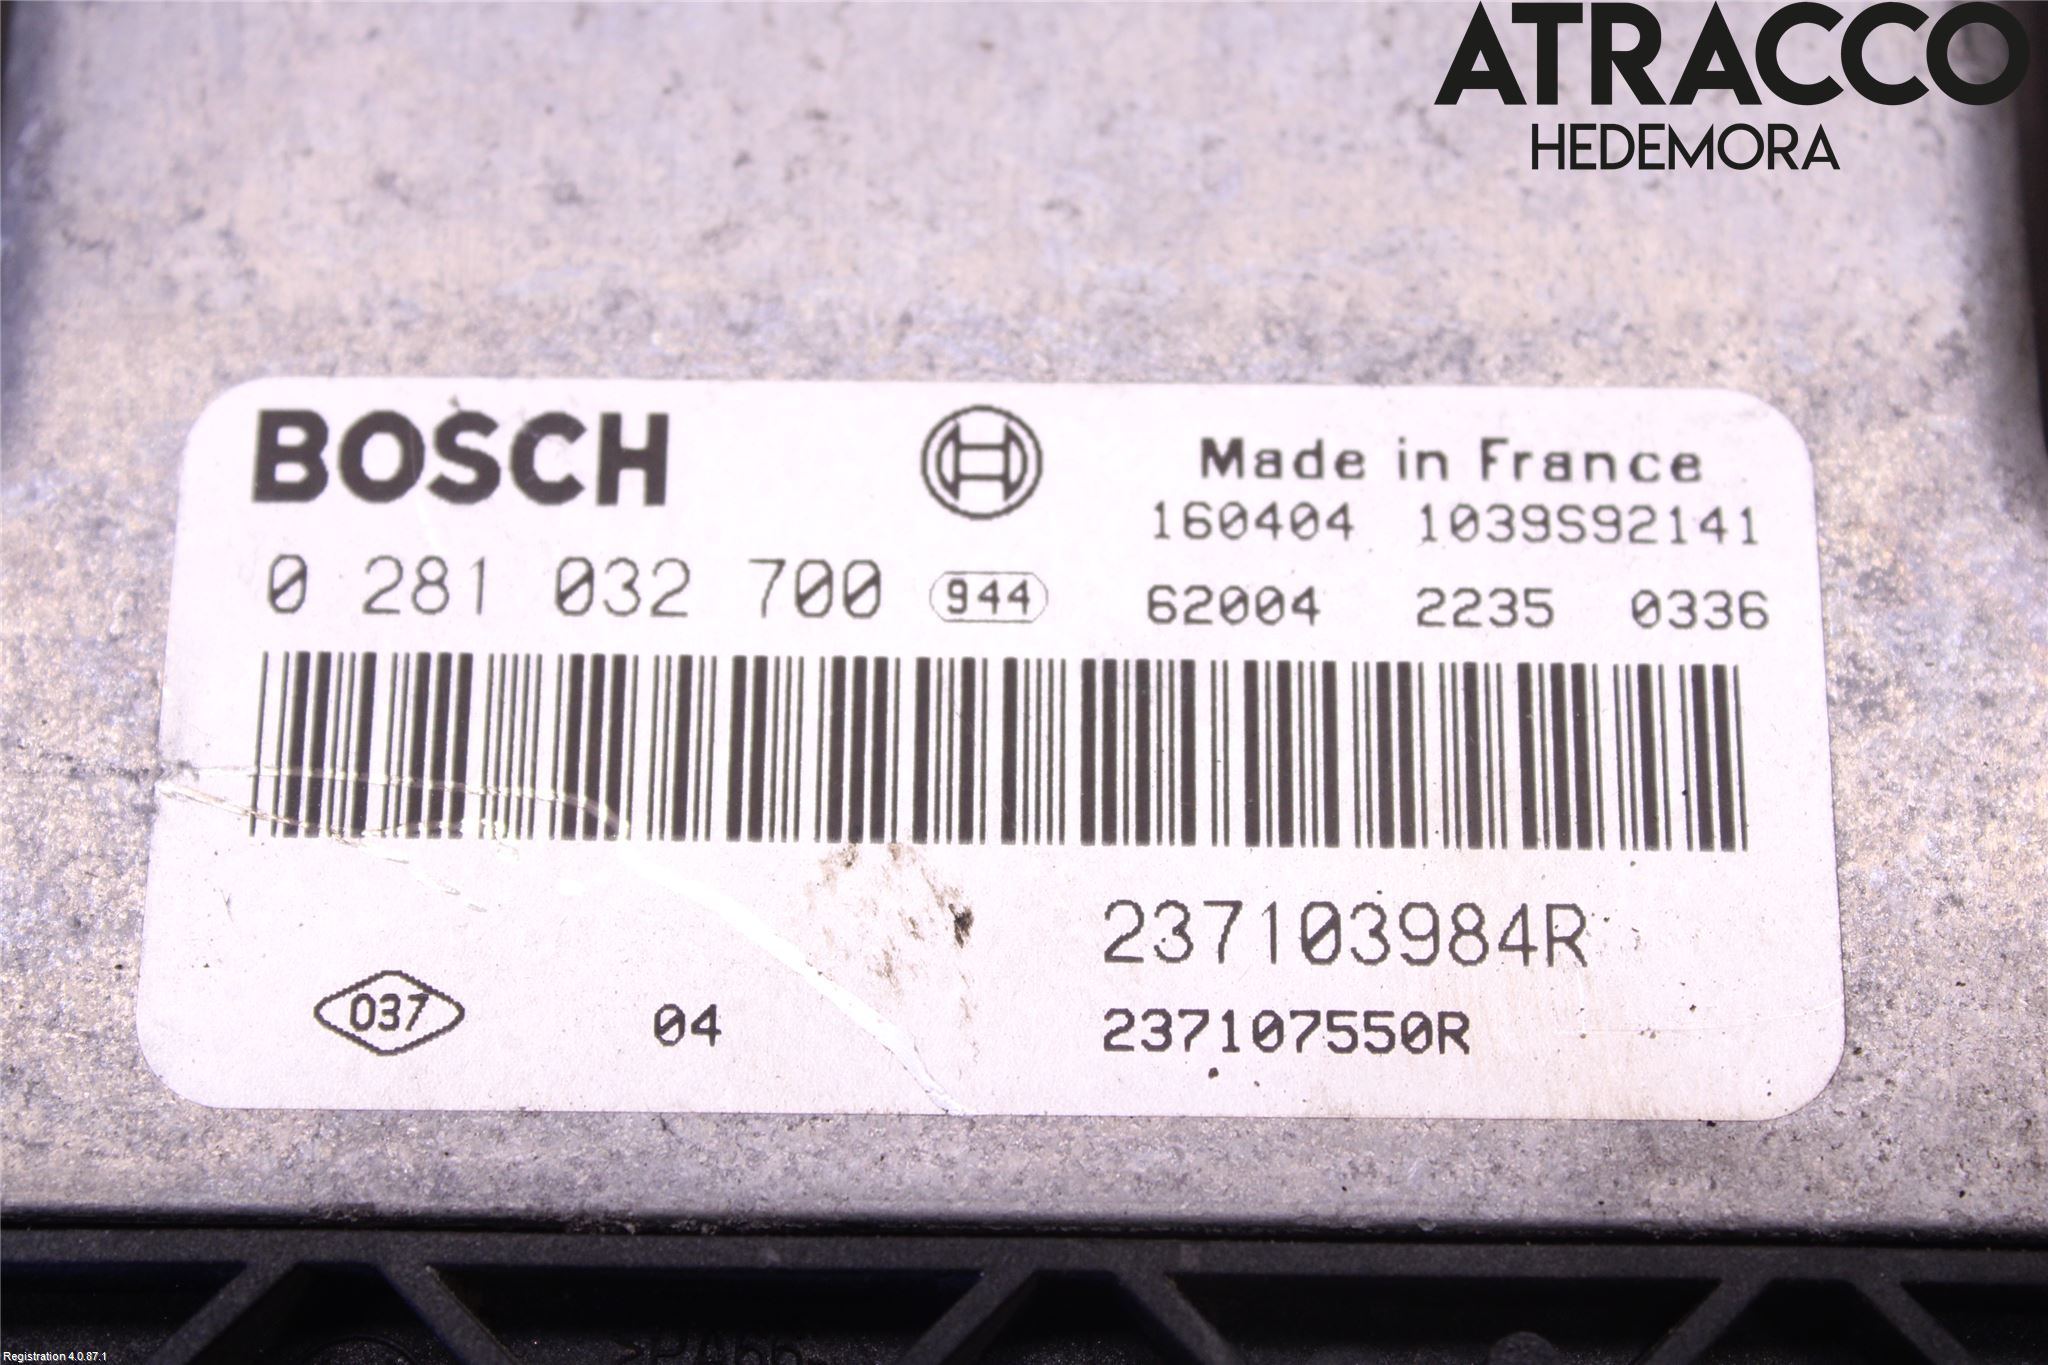 ATRACCO
HEDEMORA
BOSCH
Made in France
160404 1039S92141
0 281 032 700 944 62004 2235 0336
237103984R
037 04 237107550R
>PA66
Registration 4.0.87.1